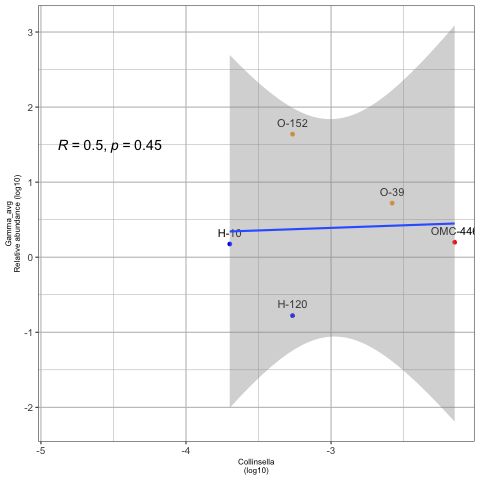 3
2
1
0
-1
-2
Gamma_avg
Relative abundance (log10)
R = 0.5, p = 0.45
O-152
O-39
H-10
OMC-446
H-120
-5
-4
-3
Collinsella
(log10)